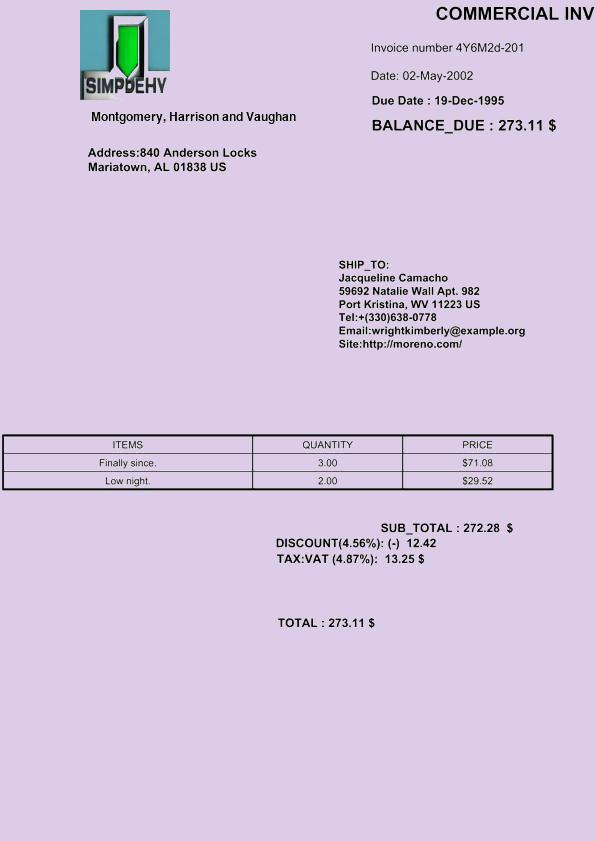 COMMERCIAL INV
SIMPDEHY
Invoice number 4Y6M2d-201
Date: 02-May-2002
Due Date : 19-Dec-1995
Montgomery, Harrison and Vaughan
BALANCE_DUE : 273.11 $
Address:840 Anderson Locks
Mariatown, AL 01838 US
SHIP_TO:
Jacqueline Camacho
59692 Natalie Wall Apt. 982
Port Kristina, WV 11223 US
Tel:+(330)638-0778
Email:wrightkimberly@example.org
Site:http://moreno.com/
ITEMS QUANTITY PRICE
Finally since. 3.00 $71.08
Low night. 2.00 $29.52
SUB_TOTAL : 272.28 $
DISCOUNT(4.56%): (-) 12.42
TAX:VAT (4.87%): 13.25 $
TOTAL : 273.11 $